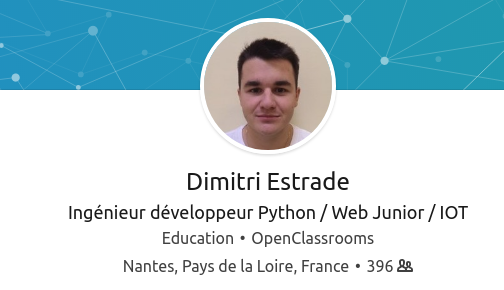 Dimitri Estrade
Ingénieur développeur Python / Web Junior / IOT
Education • OpenClassrooms
Nantes, Pays de la Loire, France • 396